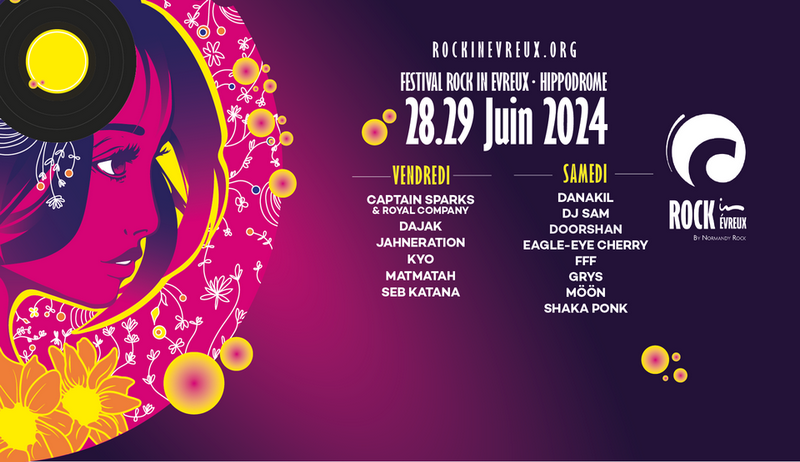 ROCKINEVREUX.ORG
FESTIVAL ROCK IN EVREUX · HIPPODROME
28.29 Juin 2024
VENDREDI
CAPTAIN SPARKS
& ROYAL COMPANY
DAJAK
JAHNERATION
KYO
MATMATAH
SEB KATANA
SAMEDI
DANAKIL
DJ SAM
DOORSHAN
EAGLE-EYE CHERRY
FFF
GRYS
MÖÖN
SHAKA PONK
ROCK in
ÉVREUX
BY NORMANDY ROCK